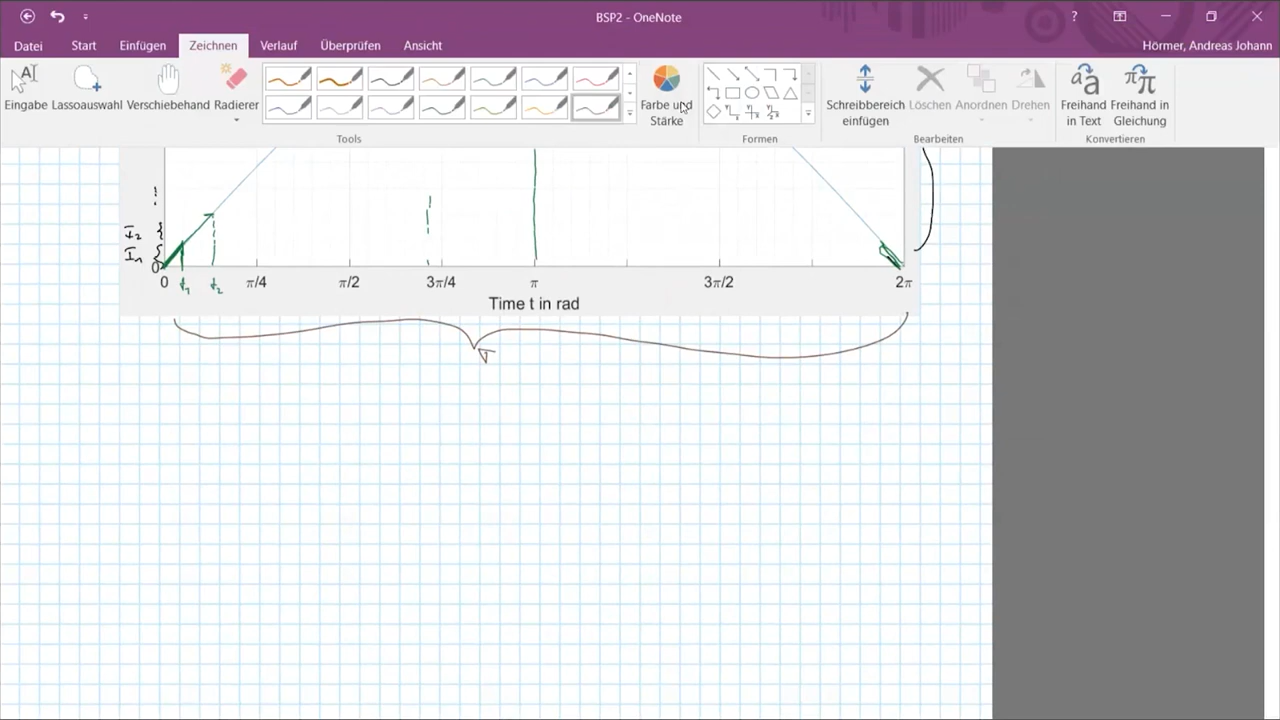 BSP2 - OneNote
?
Datei Start Einfügen Zeichnen Verlauf Überprüfen Ansicht
Hörmer, Andreas Johann
Eingabe Lassoauswahl Verschiebehand Radierer
Farbe und Stärke
Schreibbereich einfügen
Löschen Anordnen Drehen
Freihand in Text
Freihand in Gleichung
Tools Formen Bearbeiten Konvertieren
I₂
I₁
0
0 t₁ t₂ π/4 π/2 3π/4 π 3π/2 2π
Time t in rad